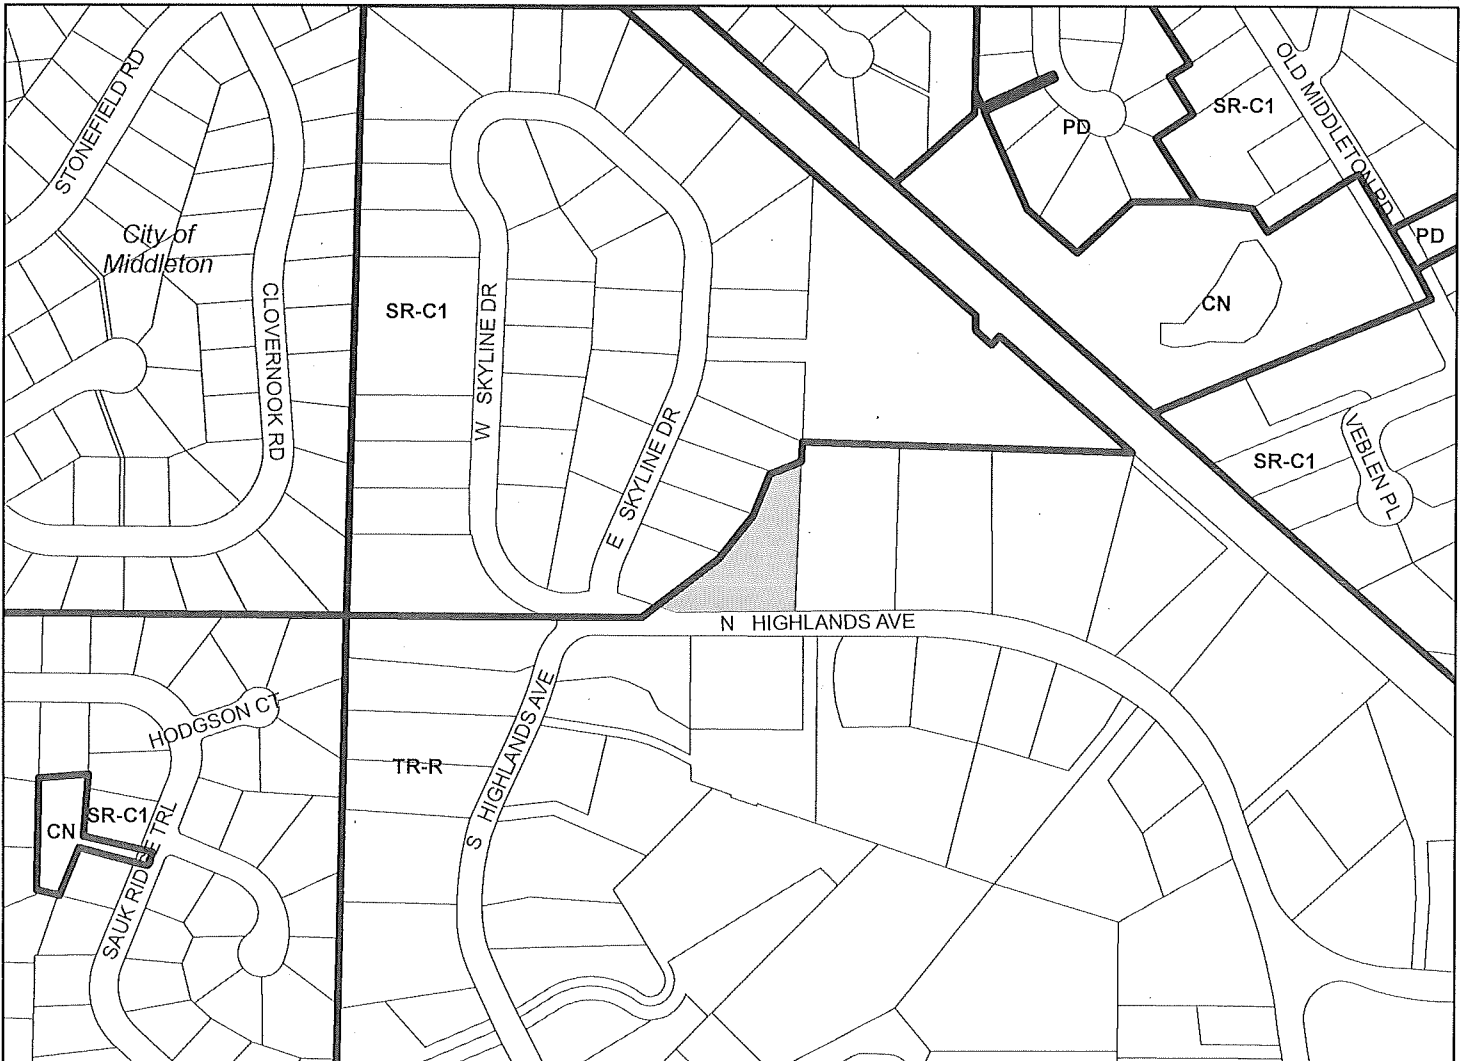 STONEFIELD RD
City of
Middleton
CLOVERNOOK RD
SR-C1
W SKYLINE DR
E SKYLINE DR
PD
SR-C1
OLD MIDDLETON RD
PD
CN
SR-C1
VEBLEN PL
N HIGHLANDS AVE
S HIGHLANDS AVE
HODGSON CT
TR-R
CN
SR-C1
SAUK RIDGE TRL